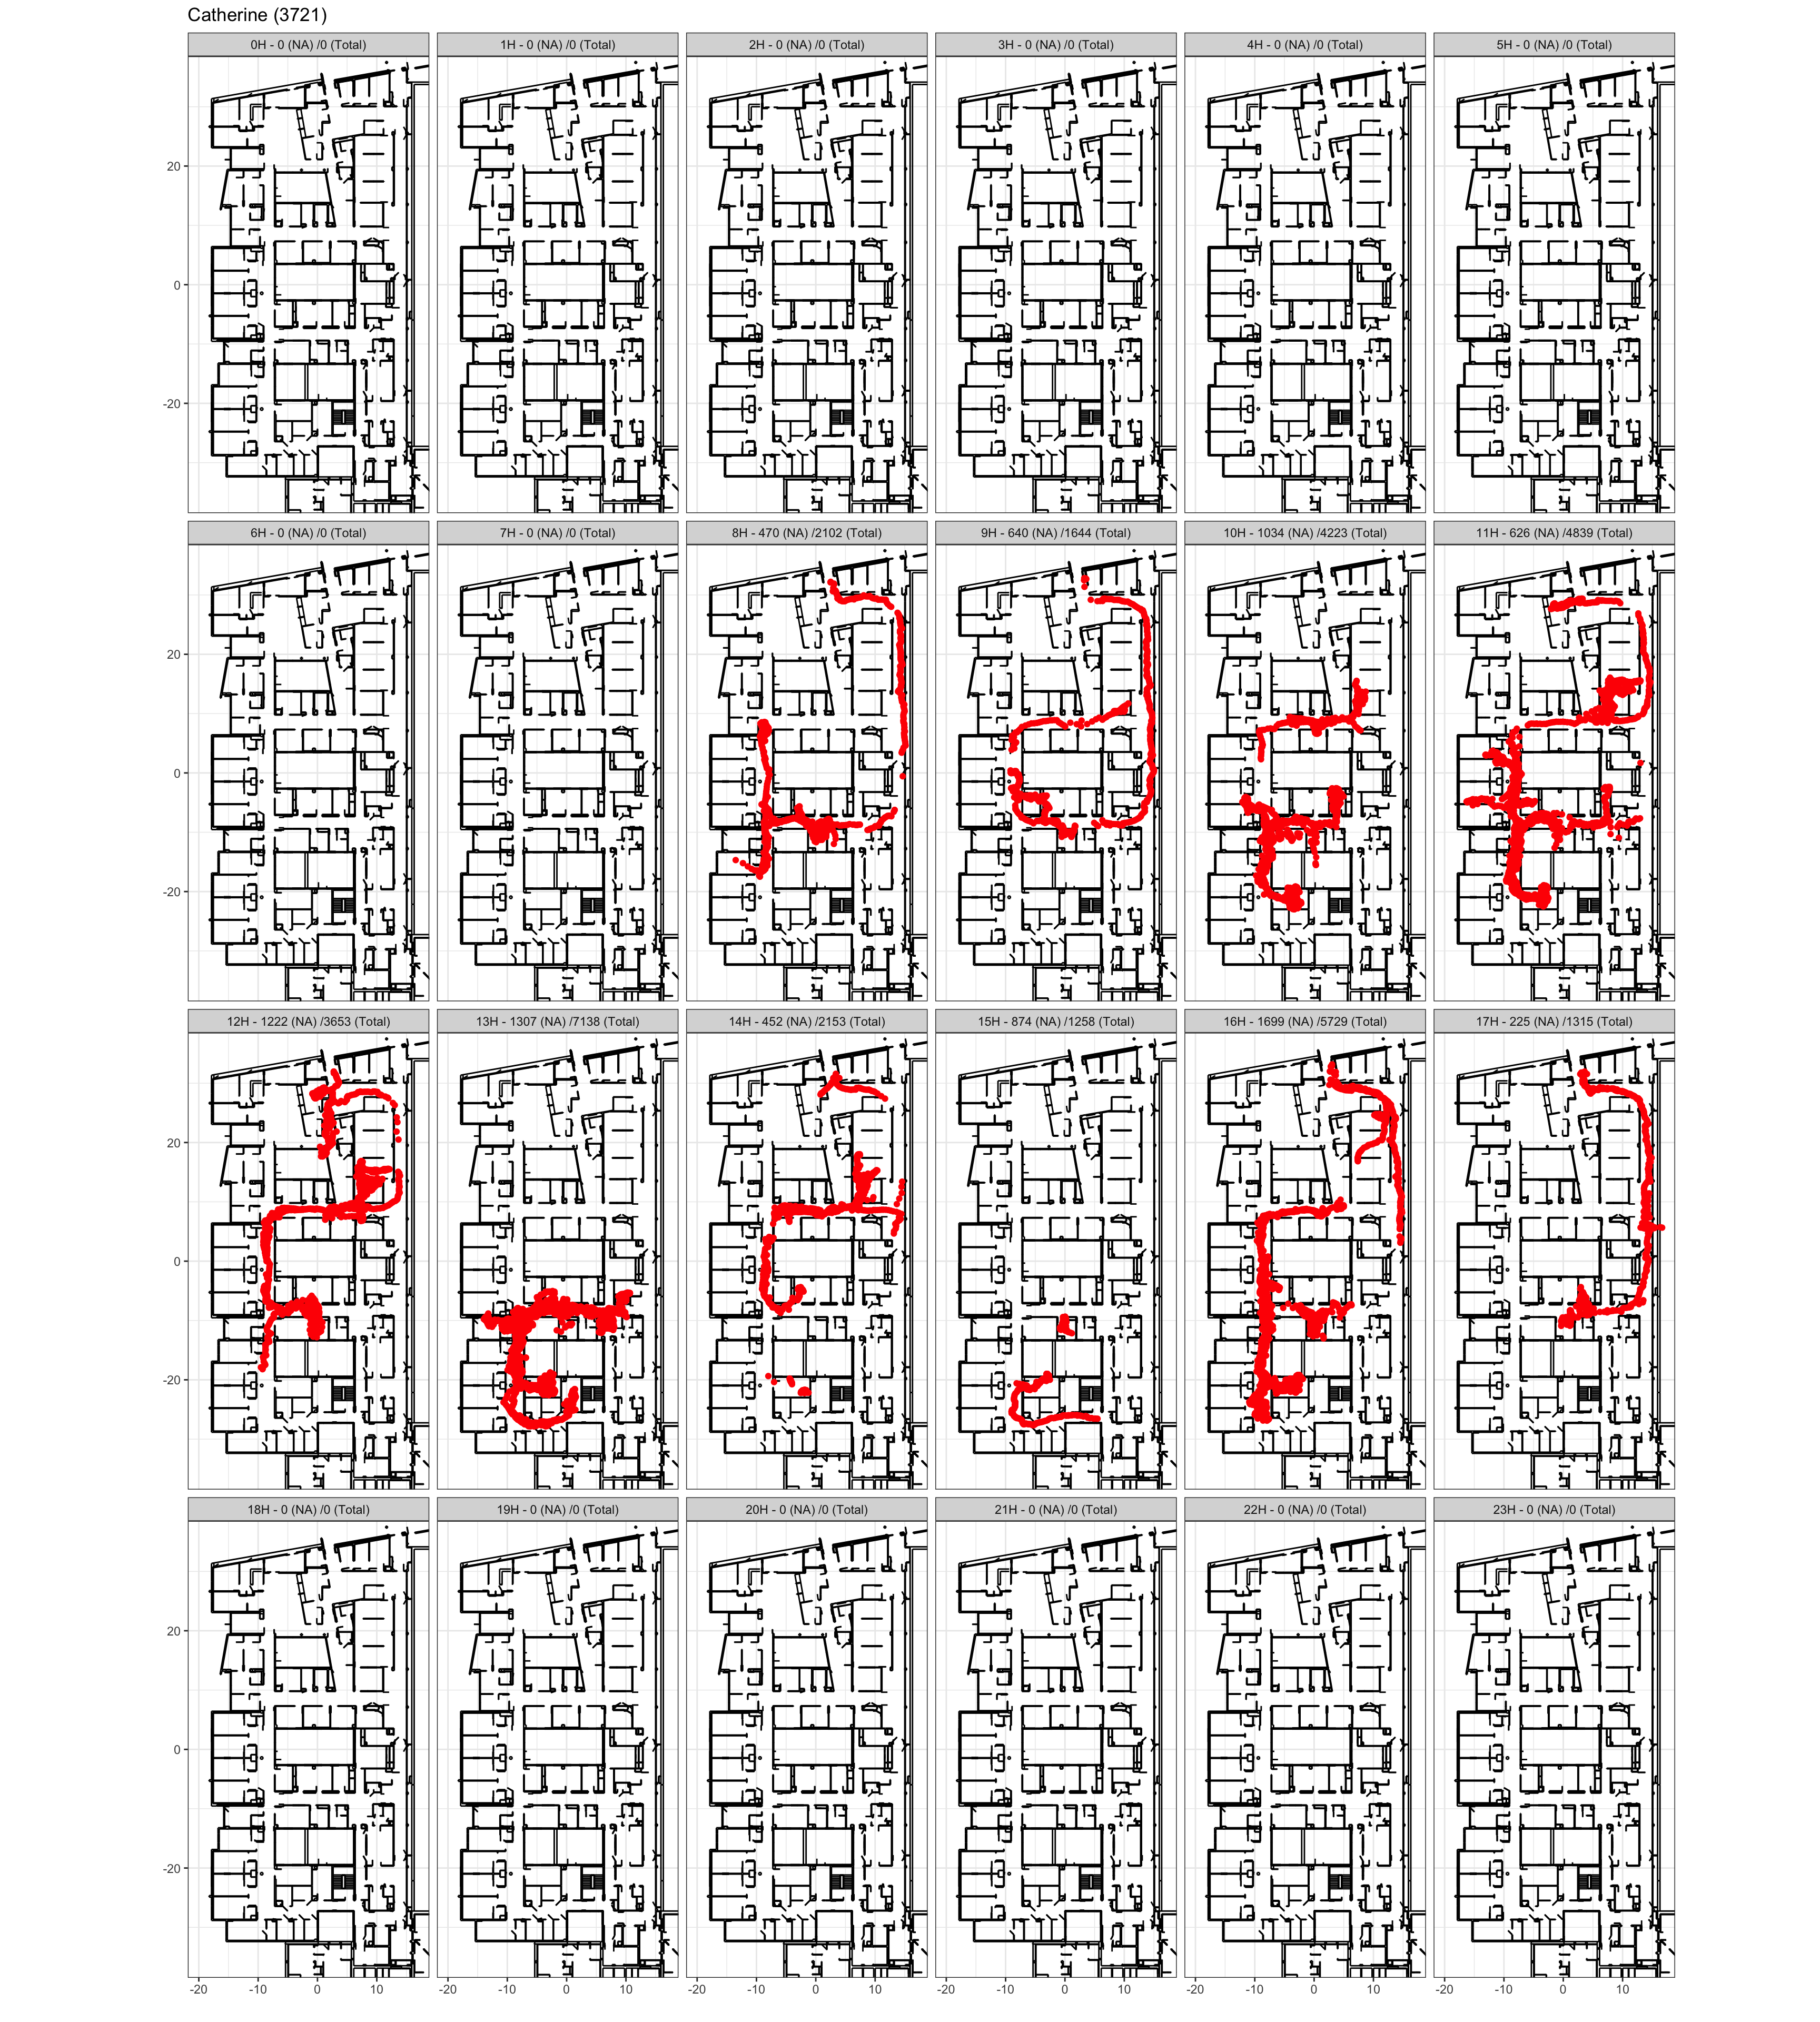 Catherine (3721)
0H - 0 (NA) /0 (Total) 1H - 0 (NA) /0 (Total) 2H - 0 (NA) /0 (Total) 3H - 0 (NA) /0 (Total) 4H - 0 (NA) /0 (Total) 5H - 0 (NA) /0 (Total)
20
0
-20
6H - 0 (NA) /0 (Total) 7H - 0 (NA) /0 (Total) 8H - 470 (NA) /2102 (Total) 9H - 640 (NA) /1644 (Total) 10H - 1034 (NA) /4223 (Total) 11H - 626 (NA) /4839 (Total)
20
0
-20
12H - 1222 (NA) /3653 (Total) 13H - 1307 (NA) /7138 (Total) 14H - 452 (NA) /2153 (Total) 15H - 874 (NA) /1258 (Total) 16H - 1699 (NA) /5729 (Total) 17H - 225 (NA) /1315 (Total)
20
0
-20
18H - 0 (NA) /0 (Total) 19H - 0 (NA) /0 (Total) 20H - 0 (NA) /0 (Total) 21H - 0 (NA) /0 (Total) 22H - 0 (NA) /0 (Total) 23H - 0 (NA) /0 (Total)
20
0
-20
-20 -10 0 10 -20 -10 0 10 -20 -10 0 10 -20 -10 0 10 -20 -10 0 10 -20 -10 0 10